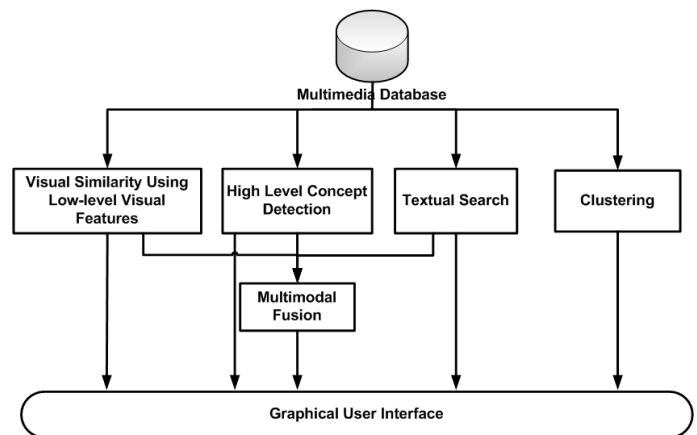 Multimedia Database
Visual Similarity Using
Low-level Visual
Features
High Level Concept
Detection
Textual Search
Clustering
Multimodal
Fusion
Graphical User Interface